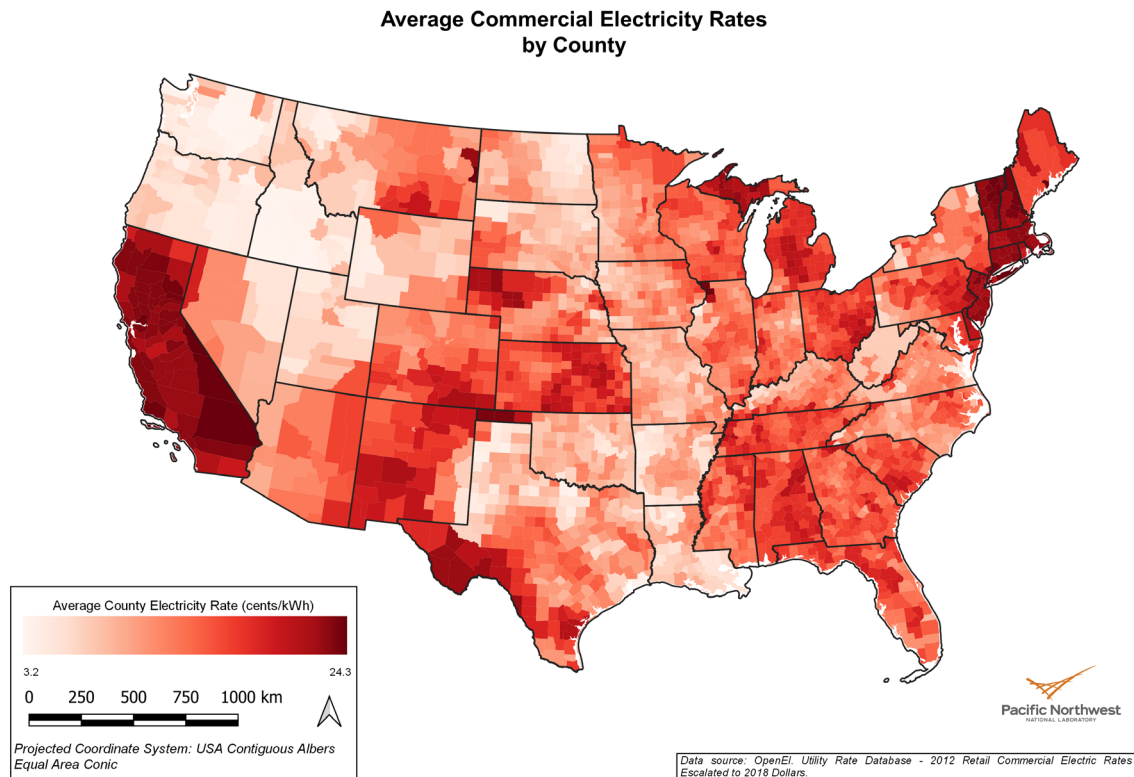 Average Commercial Electricity Rates
by County
Average County Electricity Rate (cents/kWh)
3.2 24.3
0 250 500 750 1000 km
Projected Coordinate System: USA Contiguous Albers
Equal Area Conic
Pacific Northwest
NATIONAL LABORATORY
Data source: OpenEI. Utility Rate Database - 2012 Retail Commercial Electric Rates
Escalated to 2018 Dollars.